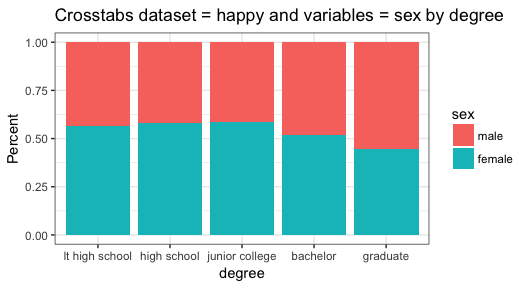 Crosstabs dataset = happy and variables = sex by degree
1.00
0.75
0.50
0.25
0.00
Percent
lt high school high school junior college bachelor graduate
degree
sex
male
female